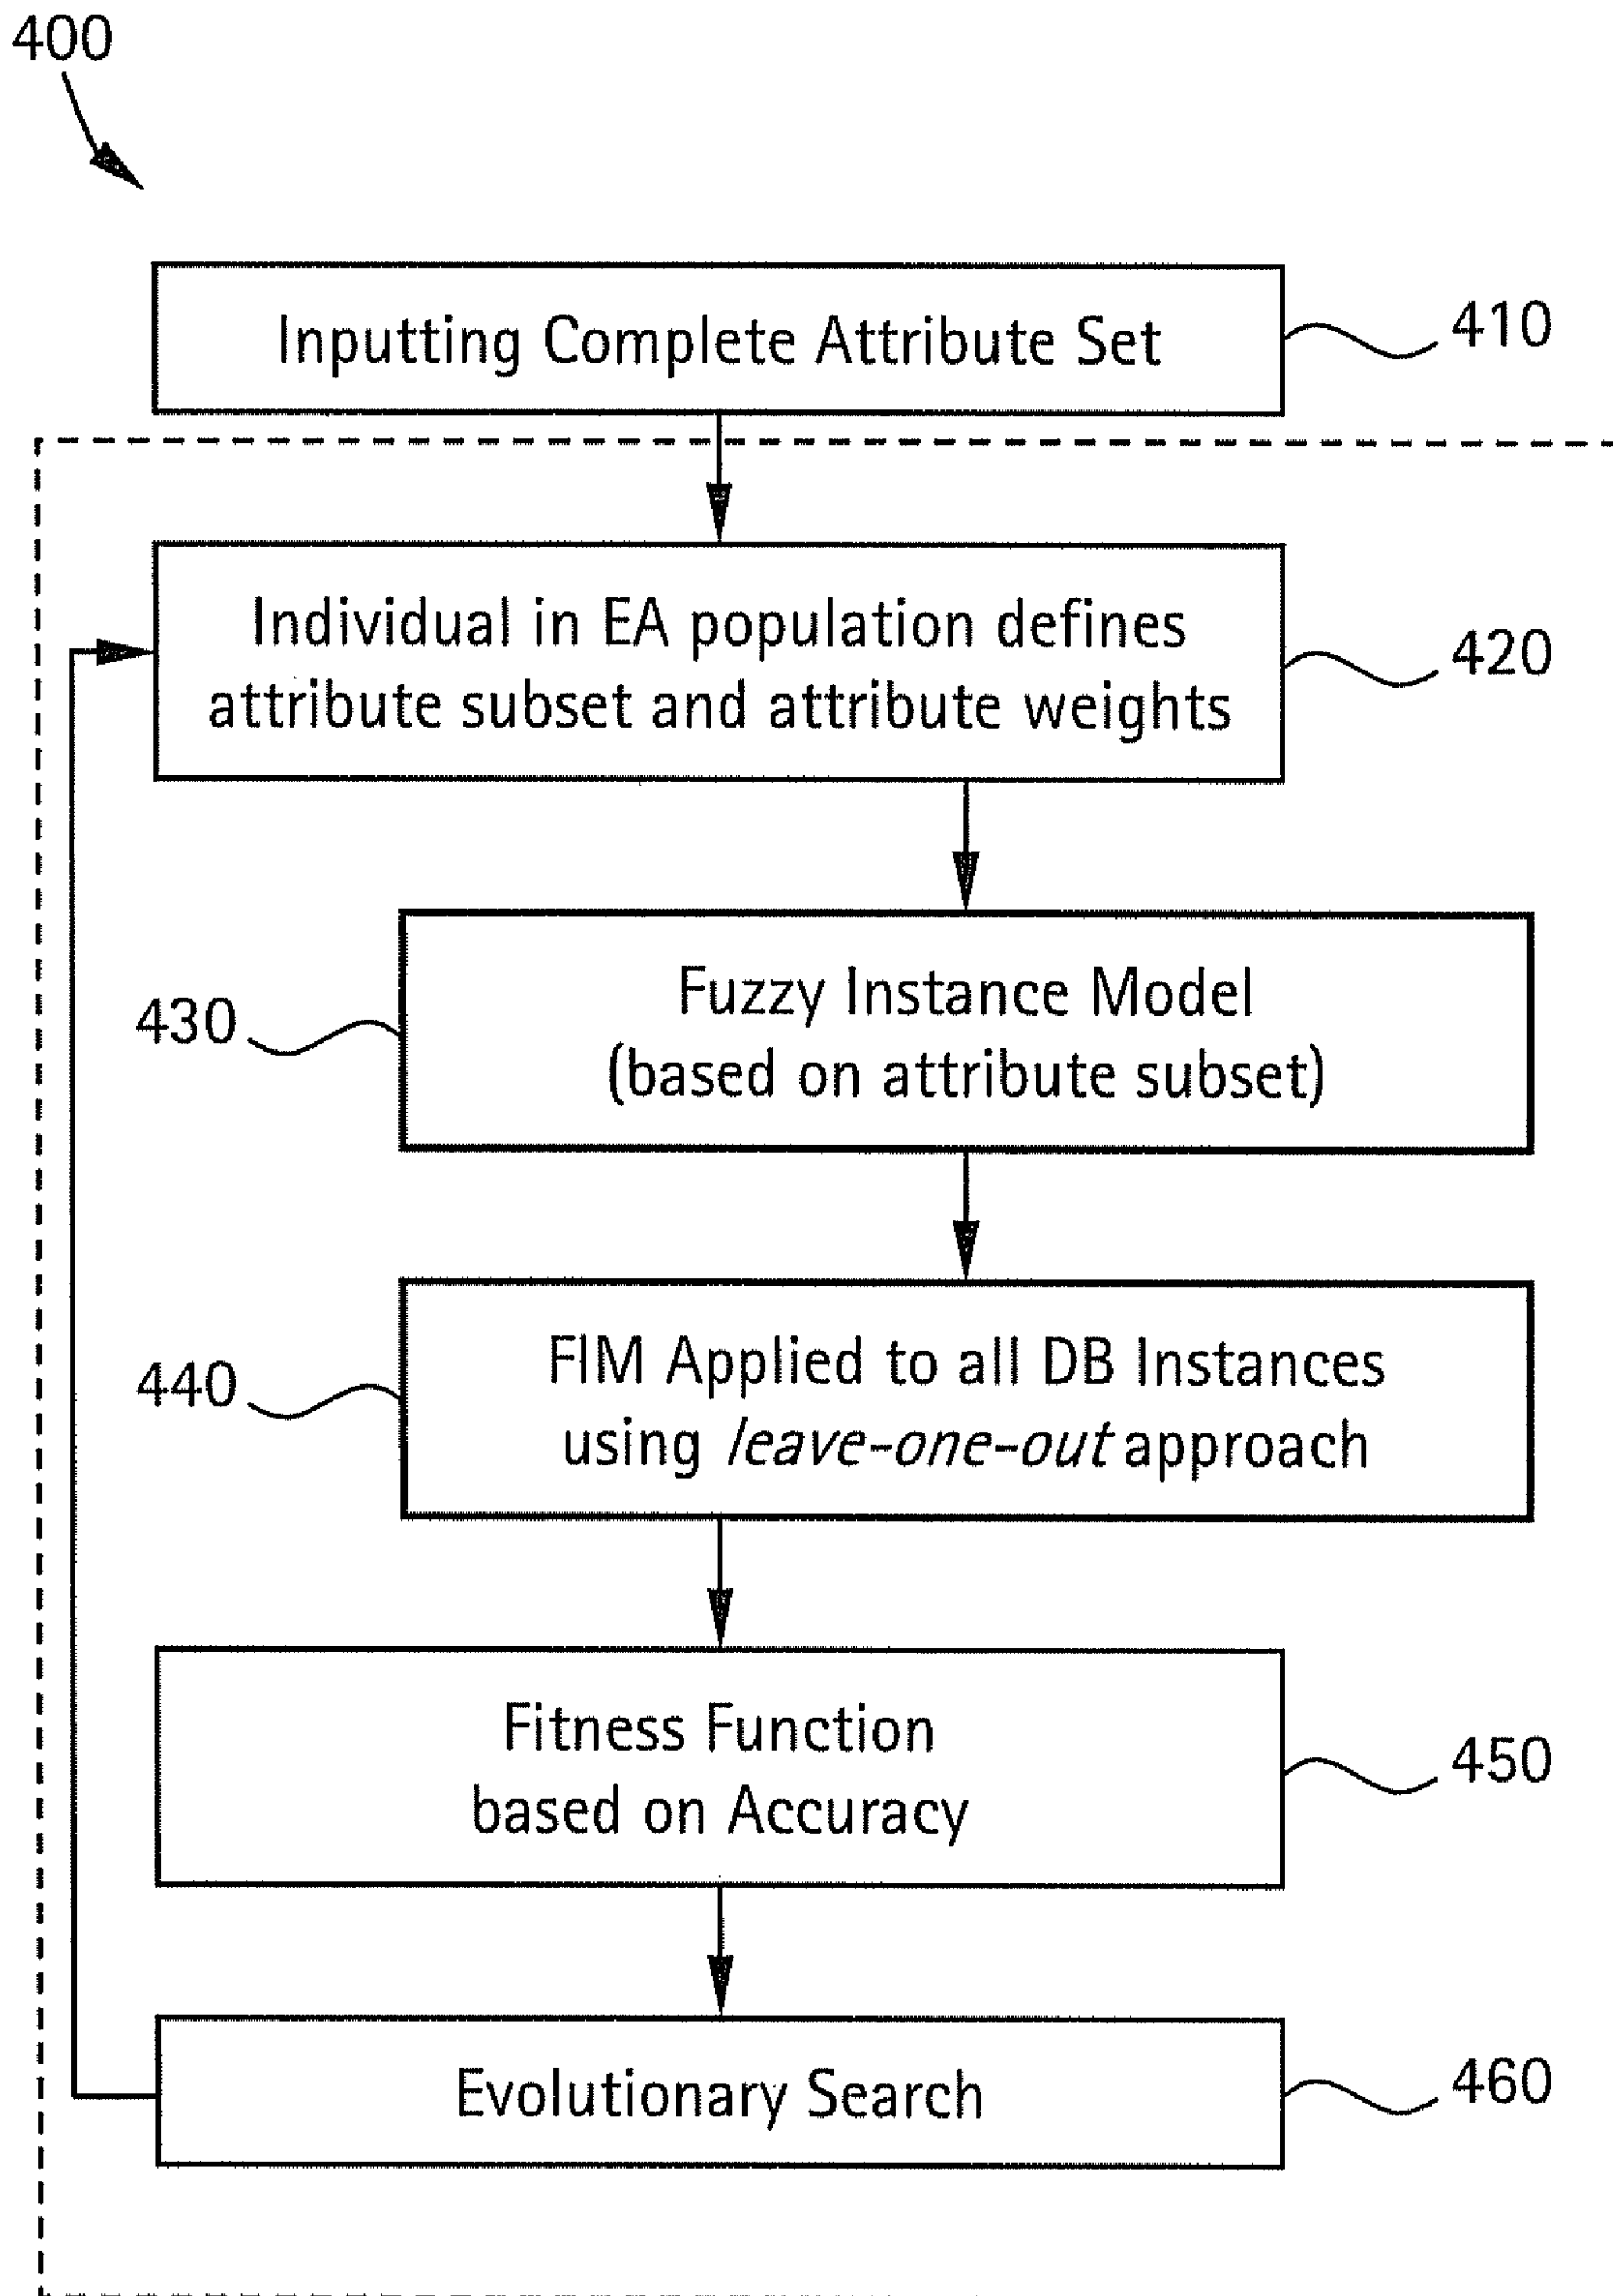 400
Inputting Complete Attribute Set
410
Individual in EA population defines
attribute subset and attribute weights
420
Fuzzy Instance Model
(based on attribute subset)
430
FIM Applied to all DB Instances
using leave-one-out approach
440
Fitness Function
based on Accuracy
450
Evolutionary Search
460